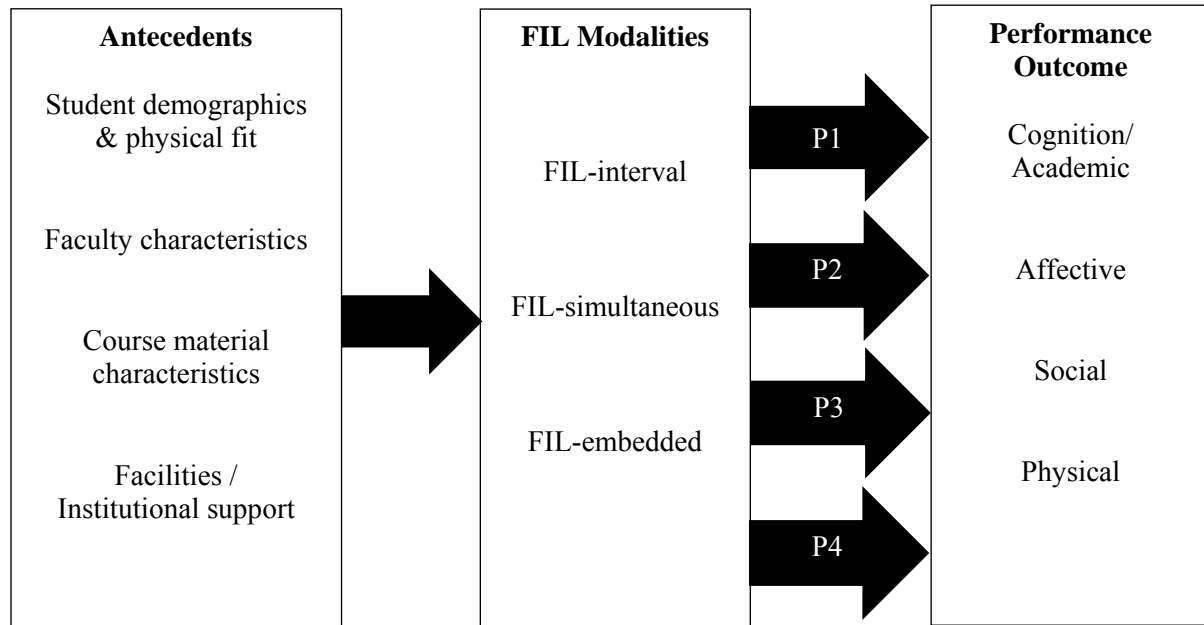 Antecedents
Student demographics
& physical fit
Faculty characteristics
Course material
characteristics
Facilities /
Institutional support
FIL Modalities
FIL-interval
FIL-simultaneous
FIL-embedded
P1
P2
P3
P4
Performance
Outcome
Cognition/
Academic
Affective
Social
Physical